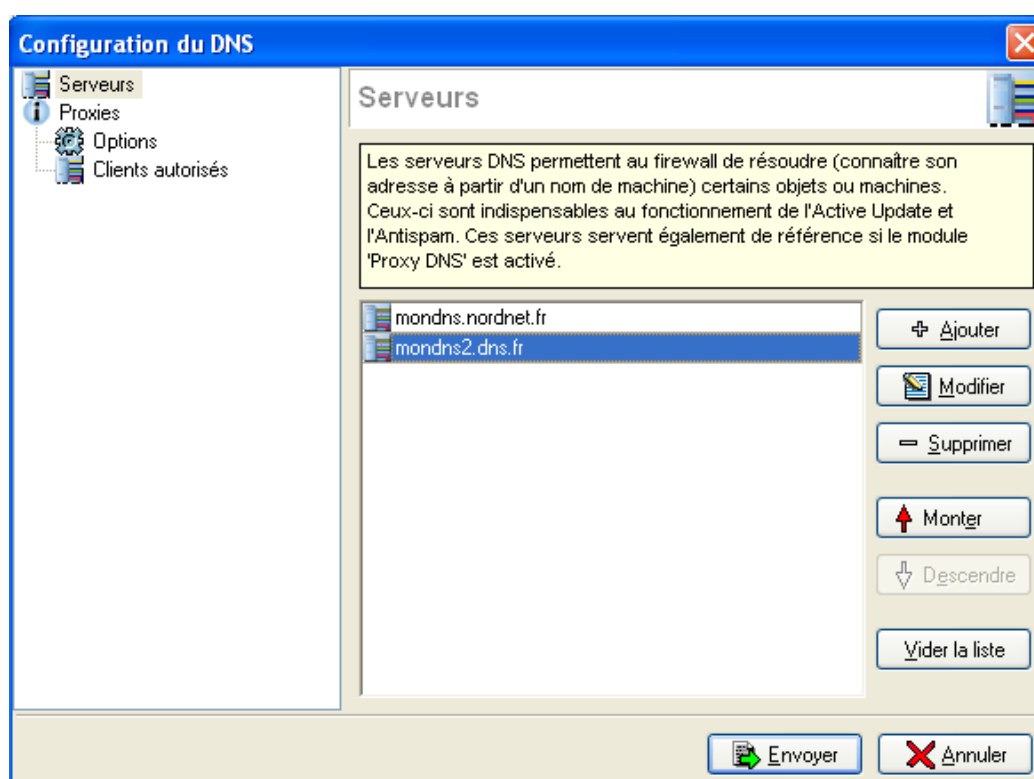 Configuration du DNS
Serveurs
Proxies
Options
Clients autorisés
Serveurs
Les serveurs DNS permettent au firewall de résoudre (connaître son
adresse à partir d'un nom de machine) certains objets ou machines.
Ceux-ci sont indispensables au fonctionnement de l'Active Update et
l'Antispam. Ces serveurs servent également de référence si le module
'Proxy DNS' est activé.
mondns.nordnet.fr
mondns2.dns.fr
Ajouter
Modifier
Supprimer
Monter
Descendre
Vider la liste
Envoyer
Annuler